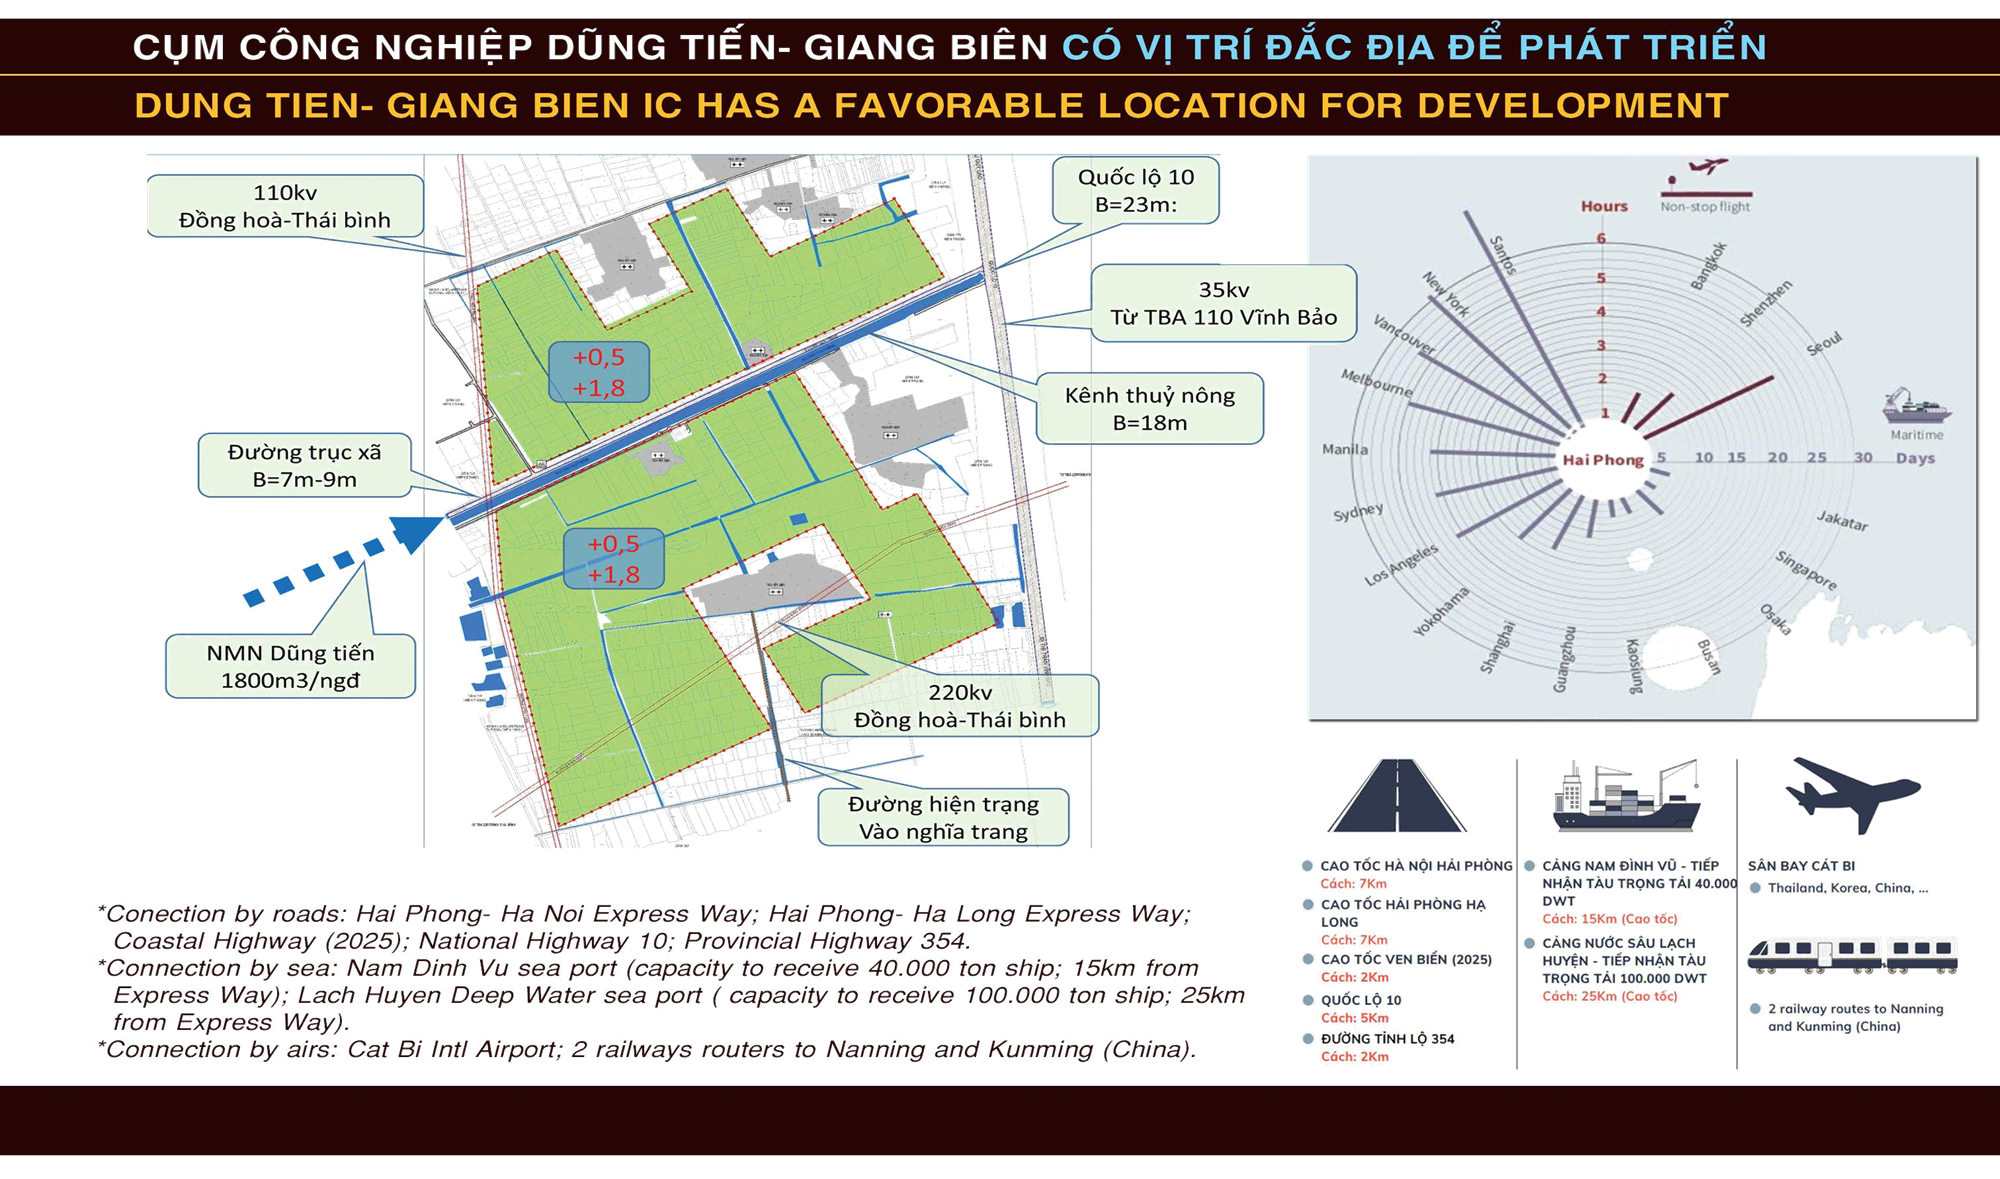 CỤM CÔNG NGHIỆP DŨNG TIẾN- GIANG BIÊN CÓ VỊ TRÍ ĐẮC ĐỊA ĐỂ PHÁT TRIỂN
DUNG TIEN- GIANG BIEN IC HAS A FAVORABLE LOCATION FOR DEVELOPMENT
110kv
Đồng hoà-Thái bình
Quốc lộ 10
B=23m:
35kv
Từ TBA 110 Vĩnh Bảo
Kênh thuỷ nông
B=18m
+0,5
+1,8
Đường trục xã
B=7m-9m
+0,5
+1,8
NMN Dũng tiến
1800m3/ngđ
220kv
Đồng hoà-Thái bình
Đường hiện trạng
Vào nghĩa trang
Non-stop flight
Hours
6
5
4
3
2
1
Santos
New York
Vancouver
Melbourne
Manila
Sydney
Los Angeles
Yokohama
Shanghai
Guangzhou
Kaosiung
Busan
Osaka
Singapore
Jakatar
Bangkok
Shenzhen
Seoul
Maritime
Hai Phong 5 10 15 20 25 30 Days
CAO TỐC HÀ NỘI HẢI PHÒNG
Cách: 7Km
CAO TỐC HẢI PHÒNG HẠ
LONG
Cách: 7Km
CAO TỐC VEN BIỂN (2025)
Cách: 2Km
QUỐC LỘ 10
Cách: 5Km
ĐƯỜNG TỈNH LỘ 354
Cách: 2Km
CẢNG NAM ĐÌNH VŨ - TIẾP
NHẬN TÀU TRỌNG TẢI 40.000
DWT
Cách: 15Km (Cao tốc)
CẢNG NƯỚC SÂU LẠCH
HUYỆN - TIẾP NHẬN TÀU
TRỌNG TẢI 100.000 DWT
Cách: 25Km (Cao tốc)
SÂN BAY CÁT BI
Thailand, Korea, China, ...
2 railway routes to Nanning
and Kunming (China)
*Conection by roads: Hai Phong- Ha Noi Express Way; Hai Phong- Ha Long Express Way;
Coastal Highway (2025); National Highway 10; Provincial Highway 354.
*Connection by sea: Nam Dinh Vu sea port (capacity to receive 40.000 ton ship; 15km from
Express Way); Lach Huyen Deep Water sea port ( capacity to receive 100.000 ton ship; 25km
from Express Way).
*Connection by airs: Cat Bi Intl Airport; 2 railways routers to Nanning and Kunming (China).